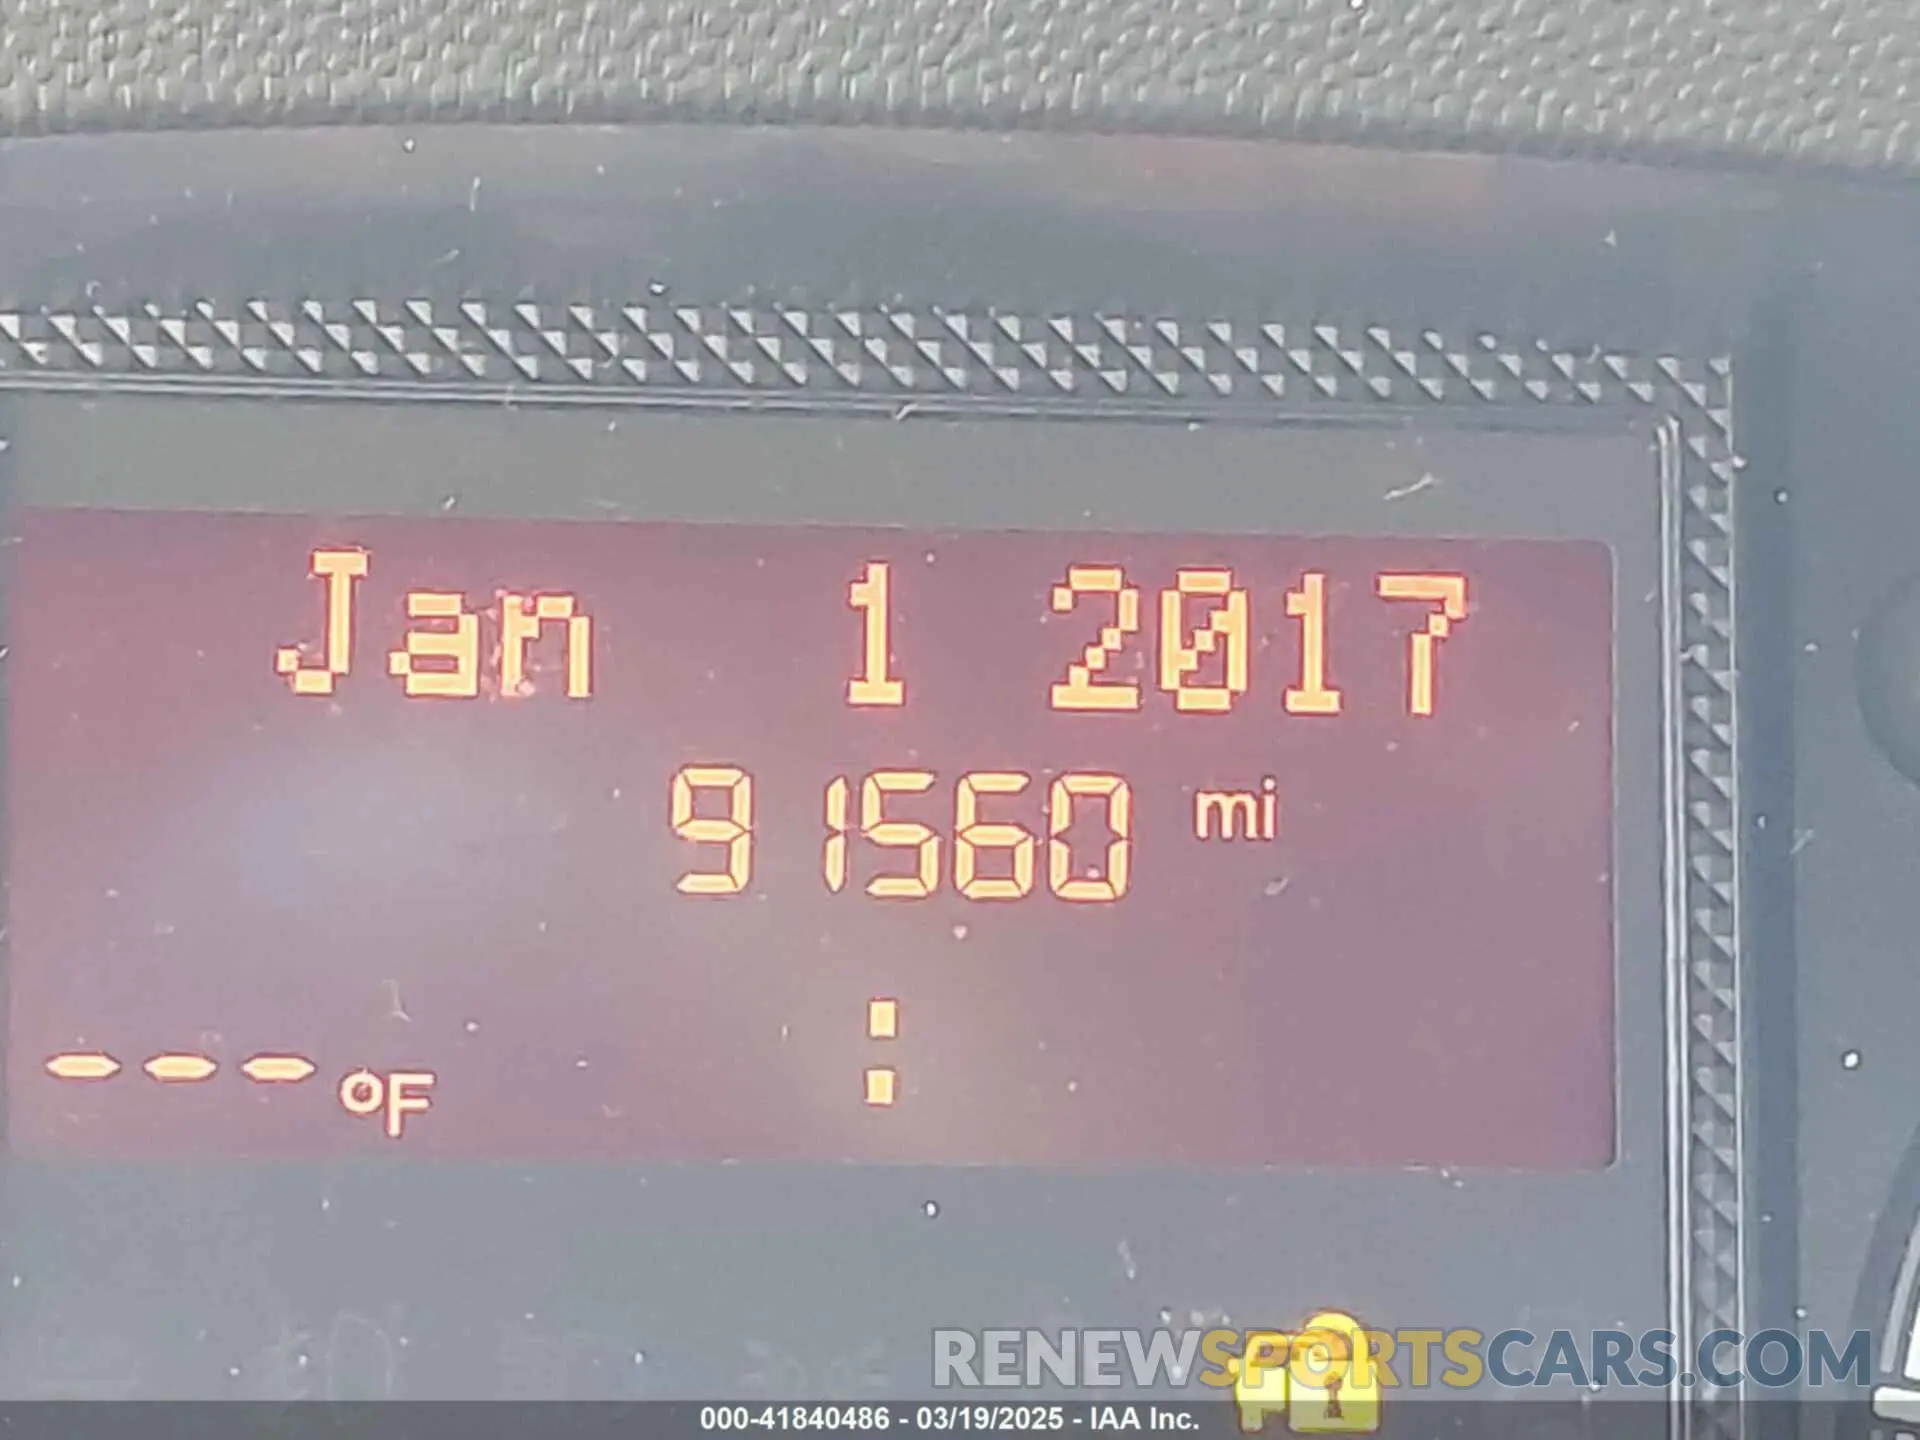 Jan 1 2017
91560 mi
---°F :
RENEWSPORTSCARS.COM
000-41840486 - 03/19/2025 - IAA Inc.